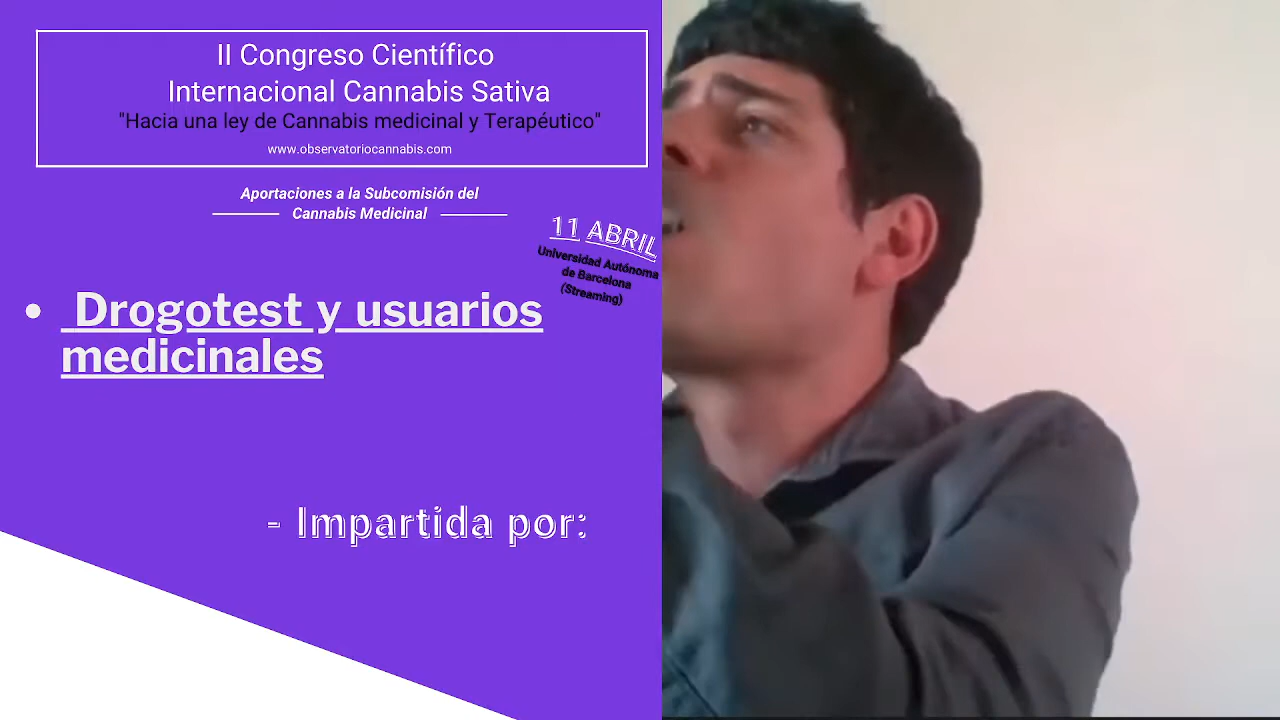 II Congreso Científico
Internacional Cannabis Sativa
"Hacia una ley de Cannabis medicinal y Terapéutico"
www.observatoriocannabis.com
Aportaciones a la Subcomisión del
Cannabis Medicinal
11 ABRIL
Universidad Autónoma
de Barcelona
(Streaming)
• Drogotest y usuarios
medicinales
- Impartida por: